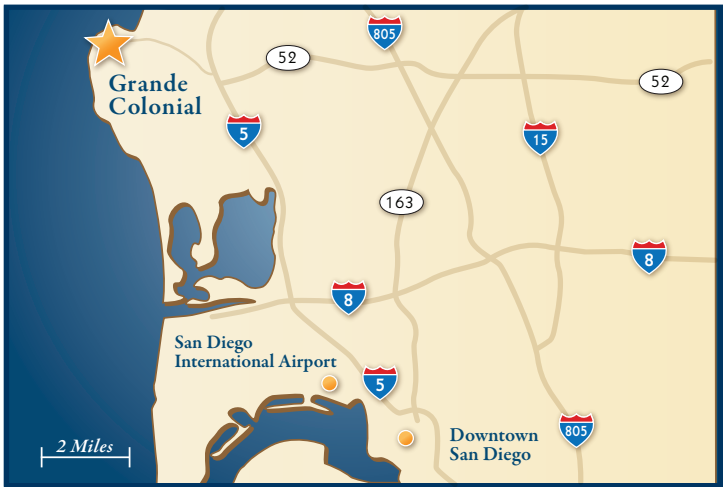 805
52
52
Grande
Colonial
5
15
163
8
8
San Diego
International Airport
5
Downtown
San Diego
805
2 Miles